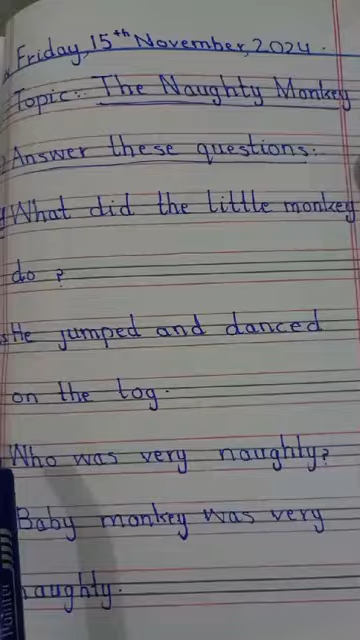 Friday, 15th November, 2024.
Topic:- The Naughty Monkey
Answer these questions:-
What did the little monkey
do ?
He jumped and danced
on the log.
Who was very naughty?
Baby monkey was very
naughty.